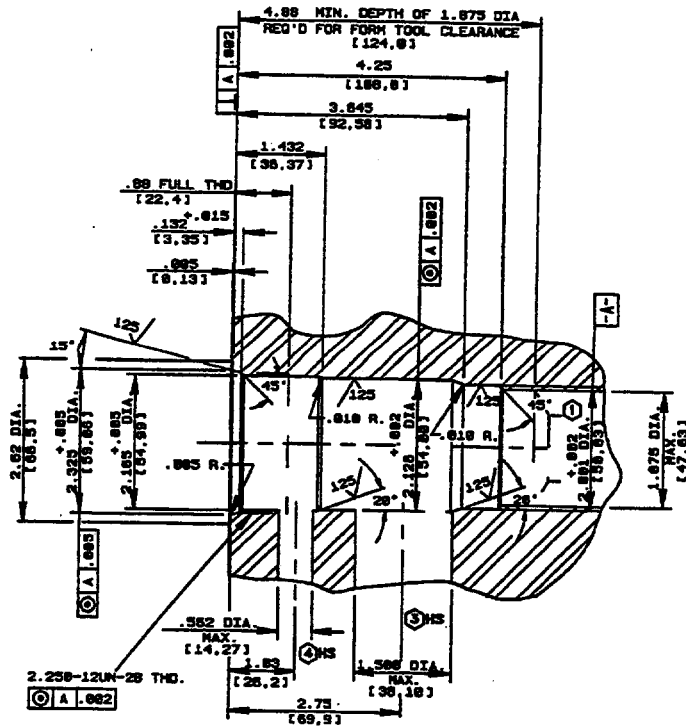 4.88 MIN. DEPTH OF 1.875 DIA
REQ'D FOR FORM TOOL CLEARANCE
[124,0]
⊥ A .002
4.25
[108,0]
3.645
[92,58]
1.432
[36,37]
.88 FULL THD
[22,4]
+.015
.132
[3,35]
.005
[0,13]
◎ A .002
-A-
15°
125
45°
125
125
45°
1
.010 R.
.010 R.
.005 R.
125
20°
125
20°
2.62 DIA.
[66,5]
+.005
2.325 DIA.
[59,06]
+.005
2.165 DIA.
[54,99]
+.002
2.126 DIA.
[54,00]
+.002
2.001 DIA.
[50,83]
1.875 DIA.
MAX.
[47,63]
◎ A .005
.562 DIA.
MAX.
[14,27]
4 HS
3 HS
1.03
[26,2]
1.500 DIA.
MAX.
[38,10]
2.250-12UN-2B THD.
◎ A .002
2.75
[69,9]